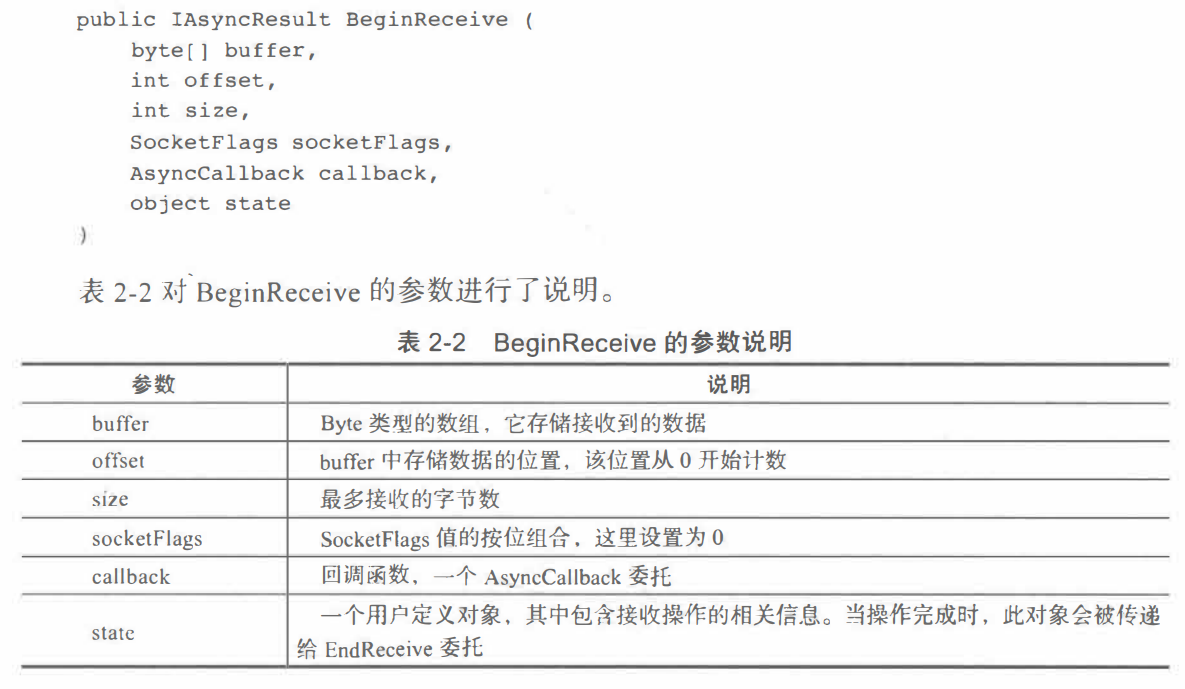 public IAsyncResult BeginReceive (
byte[] buffer,
int offset,
int size,
SocketFlags socketFlags,
AsyncCallback callback,
object state
)
表 2-2 对 BeginReceive 的参数进行了说明。
表 2-2 BeginReceive 的参数说明
参数 说明
buffer Byte 类型的数组，它存储接收到的数据
offset buffer 中存储数据的位置，该位置从 0 开始计数
size 最多接收的字节数
socketFlags SocketFlags 值的按位组合，这里设置为 0
callback 回调函数，一个 AsyncCallback 委托
state 一个用户定义对象，其中包含接收操作的相关信息。当操作完成时，此对象会被传递
给 EndReceive 委托